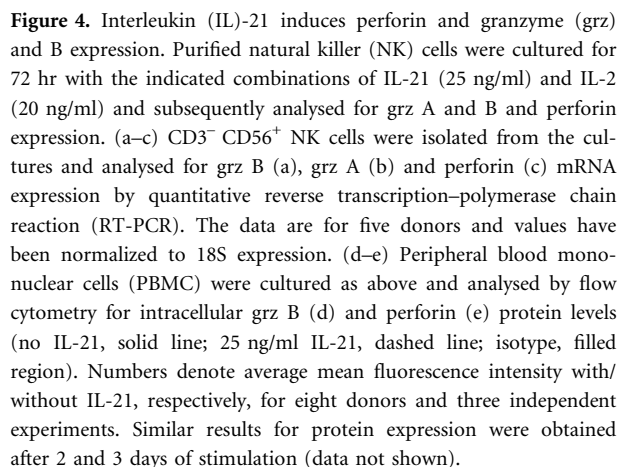 Figure 4. Interleukin (IL)-21 induces perforin and granzyme (grz)
and B expression. Purified natural killer (NK) cells were cultured for
72 hr with the indicated combinations of IL-21 (25 ng/ml) and IL-2
(20 ng/ml) and subsequently analysed for grz A and B and perforin
expression. (a–c) CD3⁻ CD56⁺ NK cells were isolated from the cul-
tures and analysed for grz B (a), grz A (b) and perforin (c) mRNA
expression by quantitative reverse transcription–polymerase chain
reaction (RT-PCR). The data are for five donors and values have
been normalized to 18S expression. (d–e) Peripheral blood mono-
nuclear cells (PBMC) were cultured as above and analysed by flow
cytometry for intracellular grz B (d) and perforin (e) protein levels
(no IL-21, solid line; 25 ng/ml IL-21, dashed line; isotype, filled
region). Numbers denote average mean fluorescence intensity with/
without IL-21, respectively, for eight donors and three independent
experiments. Similar results for protein expression were obtained
after 2 and 3 days of stimulation (data not shown).